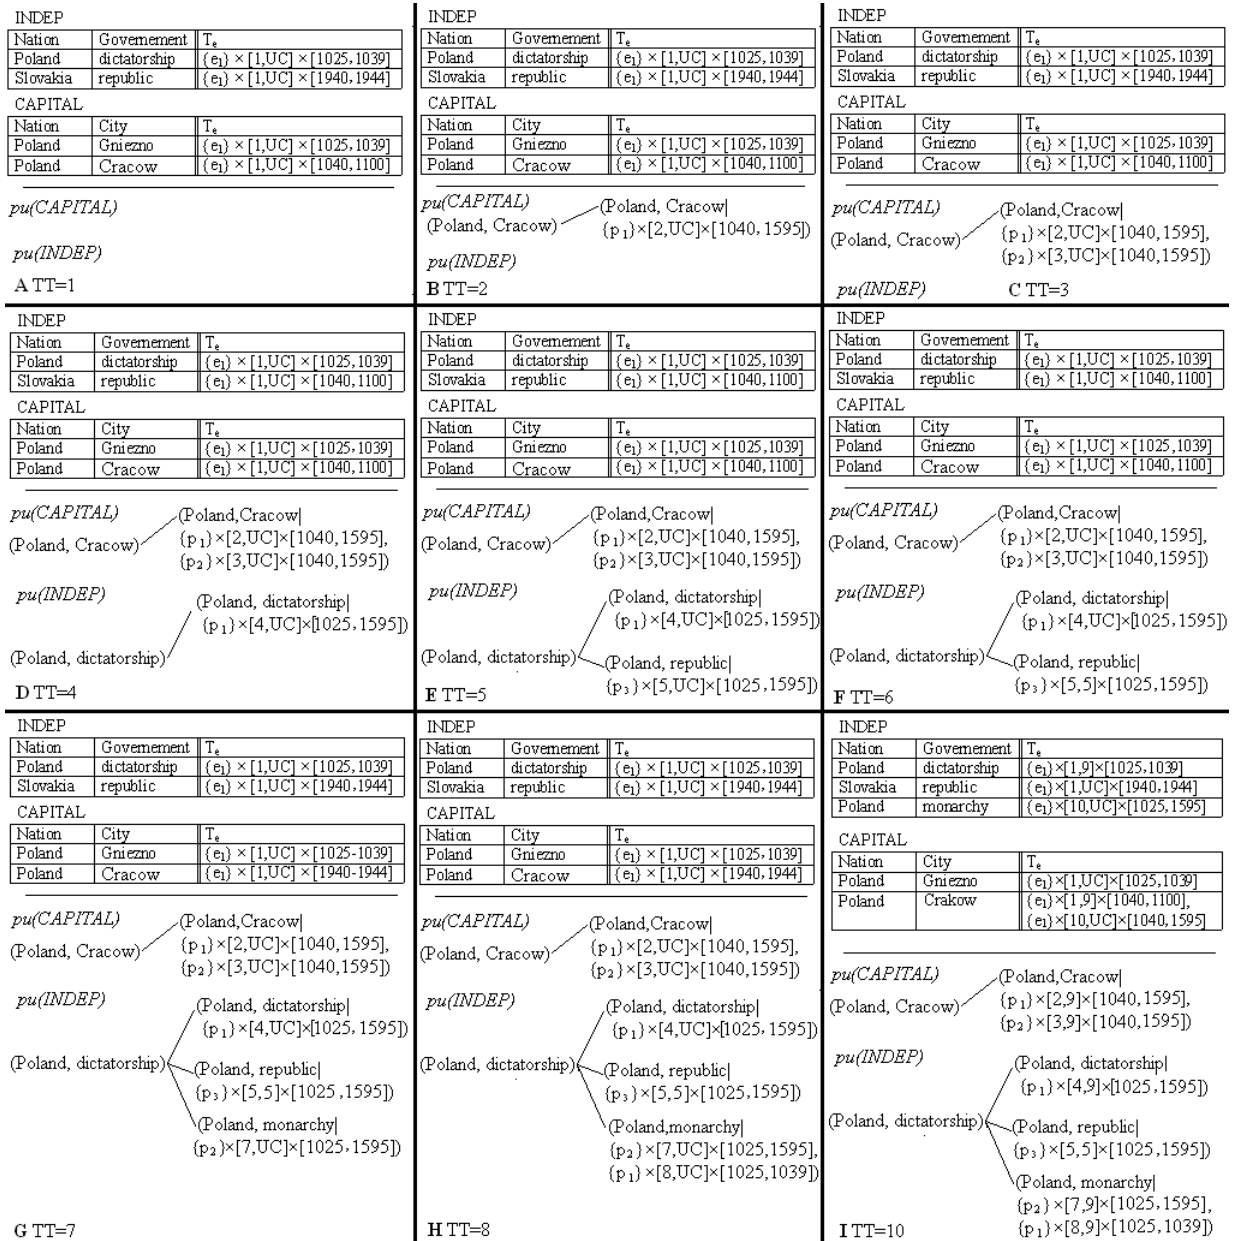 INDEP
Nation Governement Tₑ
Poland dictatorship {e₁} × [1,UC] × [1025,1039]
Slovakia republic {e₁} × [1,UC] × [1940,1944]
CAPITAL
Nation City Tₑ
Poland Gniezno {e₁} × [1,UC] × [1025,1039]
Poland Cracow {e₁} × [1,UC] × [1040,1100]
pu(CAPITAL)
pu(INDEP)
A TT=1
INDEP
Nation Governement Tₑ
Poland dictatorship {e₁} × [1,UC] × [1025,1039]
Slovakia republic {e₁} × [1,UC] × [1940,1944]
CAPITAL
Nation City Tₑ
Poland Gniezno {e₁} × [1,UC] × [1025,1039]
Poland Cracow {e₁} × [1,UC] × [1040,1100]
pu(CAPITAL) (Poland, Cracow|
(Poland, Cracow) {p₁}×[2,UC]×[1040,1595])
pu(INDEP)
B TT=2
INDEP
Nation Governement Tₑ
Poland dictatorship {e₁} × [1,UC] × [1025,1039]
Slovakia republic {e₁} × [1,UC] × [1940,1944]
CAPITAL
Nation City Tₑ
Poland Gniezno {e₁} × [1,UC] × [1025,1039]
Poland Cracow {e₁} × [1,UC] × [1040,1100]
pu(CAPITAL) (Poland,Cracow|
(Poland, Cracow) {p₁}×[2,UC]×[1040,1595],
{p₂}×[3,UC]×[1040,1595])
pu(INDEP) C TT=3
INDEP
Nation Governement Tₑ
Poland dictatorship {e₁} × [1,UC] × [1025,1039]
Slovakia republic {e₁} × [1,UC] × [1040,1100]
CAPITAL
Nation City Tₑ
Poland Gniezno {e₁} × [1,UC] × [1025,1039]
Poland Cracow {e₁} × [1,UC] × [1040,1100]
pu(CAPITAL) (Poland,Cracow|
(Poland, Cracow) {p₁}×[2,UC]×[1040,1595],
{p₂}×[3,UC]×[1040,1595])
pu(INDEP) (Poland, dictatorship|
{p₁}×[4,UC]×[1025,1595])
(Poland, dictatorship)
D TT=4
INDEP
Nation Governement Tₑ
Poland dictatorship {e₁} × [1,UC] × [1025,1039]
Slovakia republic {e₁} × [1,UC] × [1040,1100]
CAPITAL
Nation City Tₑ
Poland Gniezno {e₁} × [1,UC] × [1025,1039]
Poland Cracow {e₁} × [1,UC] × [1040,1100]
pu(CAPITAL) (Poland,Cracow|
(Poland, Cracow) {p₁}×[2,UC]×[1040,1595],
{p₂}×[3,UC]×[1040,1595])
pu(INDEP) (Poland, dictatorship|
{p₁}×[4,UC]×[1025,1595])
(Poland, dictatorship) (Poland, republic|
{p₃}×[5,UC]×[1025,1595])
E TT=5
INDEP
Nation Governement Tₑ
Poland dictatorship {e₁} × [1,UC] × [1025,1039]
Slovakia republic {e₁} × [1,UC] × [1040,1100]
CAPITAL
Nation City Tₑ
Poland Gniezno {e₁} × [1,UC] × [1025,1039]
Poland Cracow {e₁} × [1,UC] × [1040,1100]
pu(CAPITAL) (Poland,Cracow|
(Poland, Cracow) {p₁}×[2,UC]×[1040,1595],
{p₂}×[3,UC]×[1040,1595])
pu(INDEP) (Poland, dictatorship|
{p₁}×[4,UC]×[1025,1595])
(Poland, dictatorship) (Poland, republic|
{p₃}×[5,5]×[1025,1595])
F TT=6
INDEP
Nation Governement Tₑ
Poland dictatorship {e₁} × [1,UC] × [1025,1039]
Slovakia republic {e₁} × [1,UC] × [1940,1944]
CAPITAL
Nation City Tₑ
Poland Gniezno {e₁} × [1,UC] × [1025-1039]
Poland Cracow {e₁} × [1,UC] × [1940-1944]
pu(CAPITAL) (Poland,Cracow|
(Poland, Cracow) {p₁}×[2,UC]×[1040,1595],
{p₂}×[3,UC]×[1040,1595])
pu(INDEP) (Poland, dictatorship|
{p₁}×[4,UC]×[1025,1595])
(Poland, dictatorship) (Poland, republic|
{p₃}×[5,5]×[1025,1595])
(Poland, monarchy|
{p₂}×[7,UC]×[1025,1595])
G TT=7
INDEP
Nation Governement Tₑ
Poland dictatorship {e₁} × [1,UC] × [1025,1039]
Slovakia republic {e₁} × [1,UC] × [1940,1944]
CAPITAL
Nation City Tₑ
Poland Gniezno {e₁} × [1,UC] × [1025,1039]
Poland Cracow {e₁} × [1,UC] × [1940,1944]
pu(CAPITAL) (Poland,Cracow|
(Poland, Cracow) {p₁}×[2,UC]×[1040,1595],
{p₂}×[3,UC]×[1040,1595])
pu(INDEP) (Poland, dictatorship|
{p₁}×[4,UC]×[1025,1595])
(Poland, dictatorship) (Poland, republic|
{p₃}×[5,5]×[1025,1595])
(Poland,monarchy|
{p₂}×[7,UC]×[1025,1595],
{p₁}×[8,UC]×[1025,1039])
H TT=8
INDEP
Nation Governement Tₑ
Poland dictatorship {e₁}×[1,9]×[1025,1039]
Slovakia republic {e₁}×[1,UC]×[1940,1944]
Poland monarchy {e₁}×[10,UC]×[1025,1595]
CAPITAL
Nation City Tₑ
Poland Gniezno {e₁}×[1,UC]×[1025,1039]
Poland Crakow {e₁}×[1,9]×[1040,1100],
{e₁}×[10,UC]×[1040,1595]
pu(CAPITAL) (Poland,Cracow|
(Poland, Cracow) {p₁}×[2,9]×[1040,1595],
{p₂}×[3,9]×[1040,1595])
pu(INDEP) (Poland, dictatorship|
{p₁}×[4,9]×[1025,1595])
(Poland, dictatorship) (Poland, republic|
{p₃}×[5,5]×[1025,1595])
(Poland, monarchy|
{p₂}×[7,9]×[1025,1595],
{p₁}×[8,9]×[1025,1039])
I TT=10